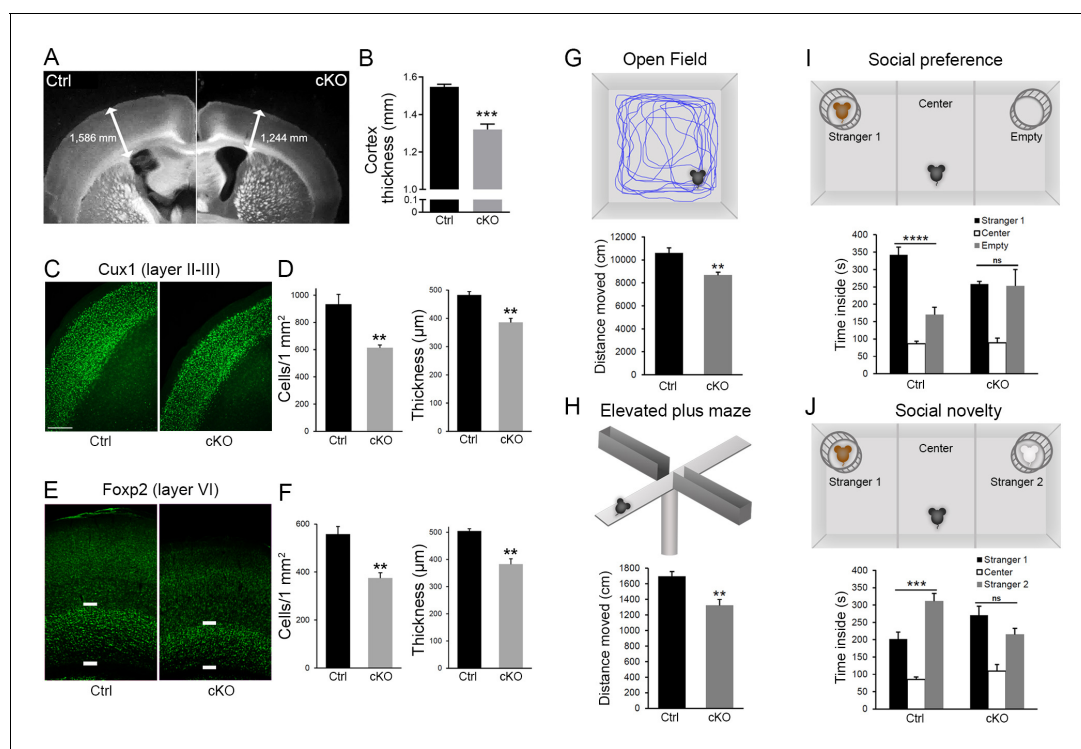 A
Ctrl
cKO
1,586 mm
1,244 mm
B
Cortex
thickness (mm)
1.6
1.4
1.2
1.0
0.1
0
***
Ctrl
cKO
C
Cux1 (layer II-III)
Ctrl
cKO
D
Cells/1 mm2
1000
800
600
400
200
0
**
Ctrl
cKO
Thickness (µm)
500
400
300
200
100
0
**
Ctrl
cKO
E
Foxp2 (layer VI)
Ctrl
cKO
F
Cells/1 mm2
600
400
200
0
**
Ctrl
cKO
Thickness (µm)
500
400
300
200
100
0
**
Ctrl
cKO
G
Open Field
Distance moved (cm)
12000
10000
8000
6000
4000
2000
0
**
Ctrl
cKO
H
Elevated plus maze
Distance moved (cm)
1800
1600
1400
1200
1000
800
600
400
200
0
**
Ctrl
cKO
I
Social preference
Center
Stranger 1
Empty
Stranger 1
Center
Empty
Time inside (s)
400
350
300
250
200
150
100
50
0
****
ns
Ctrl
cKO
J
Social novelty
Center
Stranger 1
Stranger 2
Stranger 1
Center
Stranger 2
Time inside (s)
400
350
300
250
200
150
100
50
0
***
ns
Ctrl
cKO